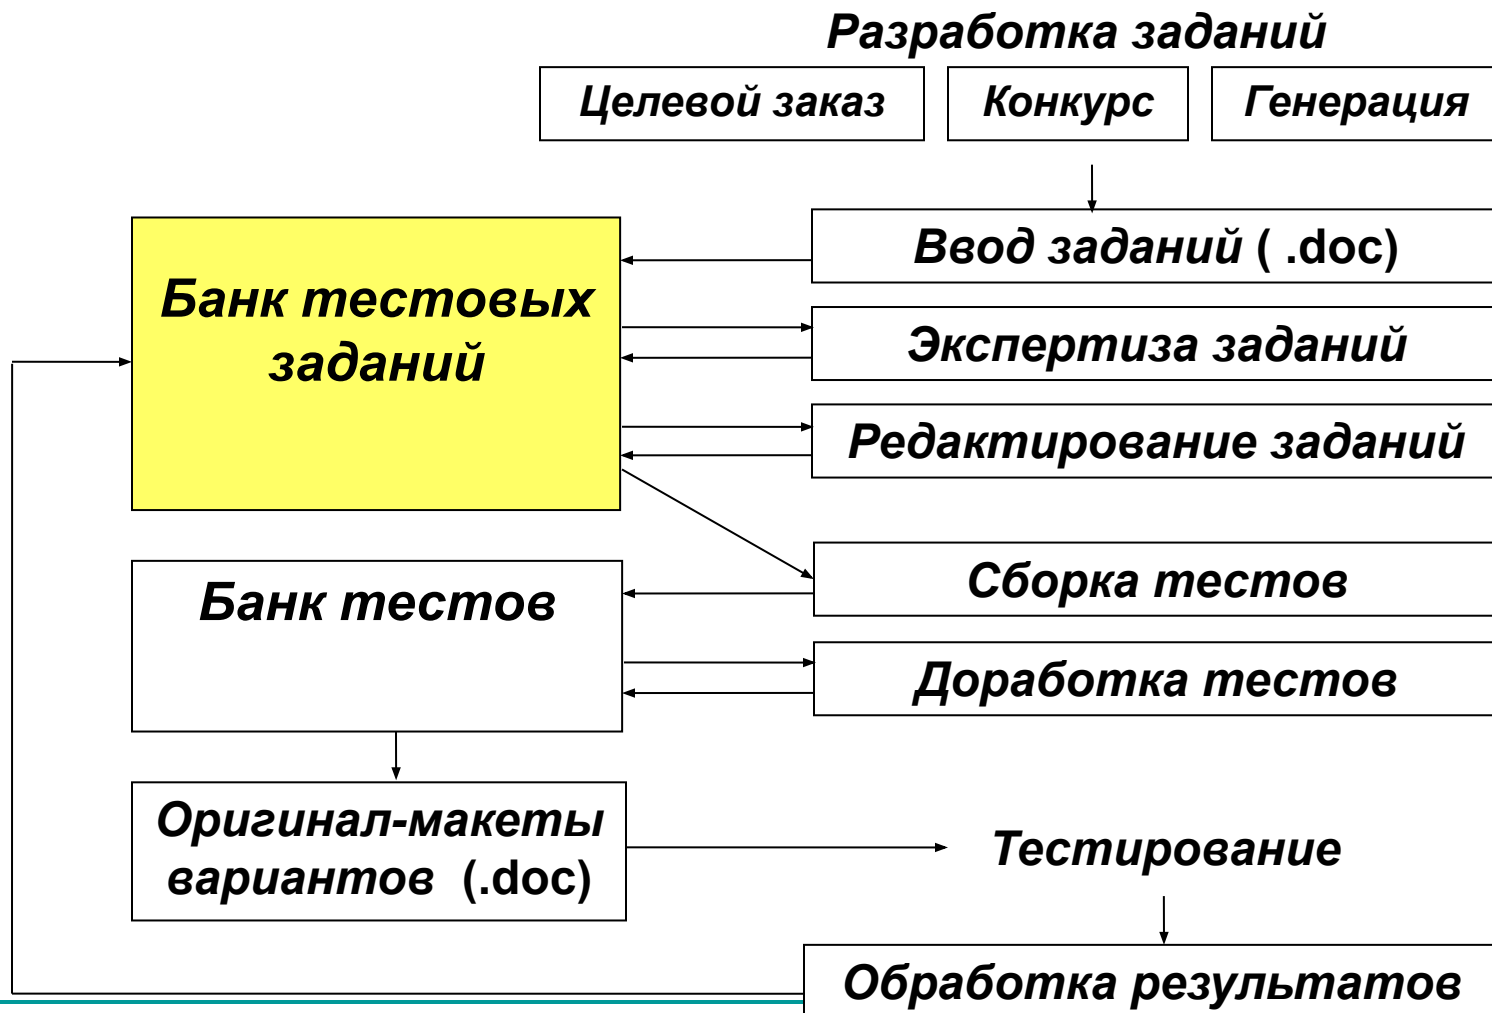 Разработка заданий
Целевой заказ
Конкурс
Генерация
Ввод заданий ( .doc)
Банк тестовых
заданий
Экспертиза заданий
Редактирование заданий
Сборка тестов
Банк тестов
Доработка тестов
Оригинал-макеты
вариантов (.doc)
Тестирование
Обработка результатов